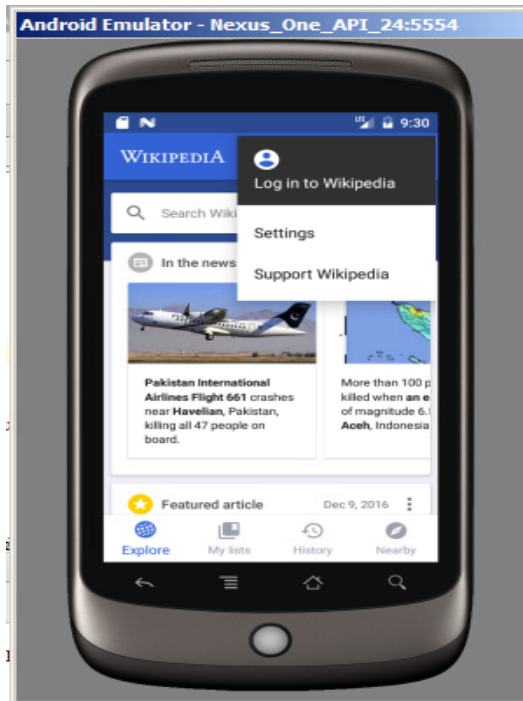 Android Emulator - Nexus_One_API_24:5554
LTE 9:30
WIKIPEDIA
Log in to Wikipedia
Search Wiki
Settings
Support Wikipedia
In the news
Pakistan International
Airlines Flight 661 crashes
near Havelian, Pakistan,
killing all 47 people on
board.
More than 100 p
killed when an e
of magnitude 6.
Aceh, Indonesia
Featured article Dec 9, 2016
Explore My lists History Nearby